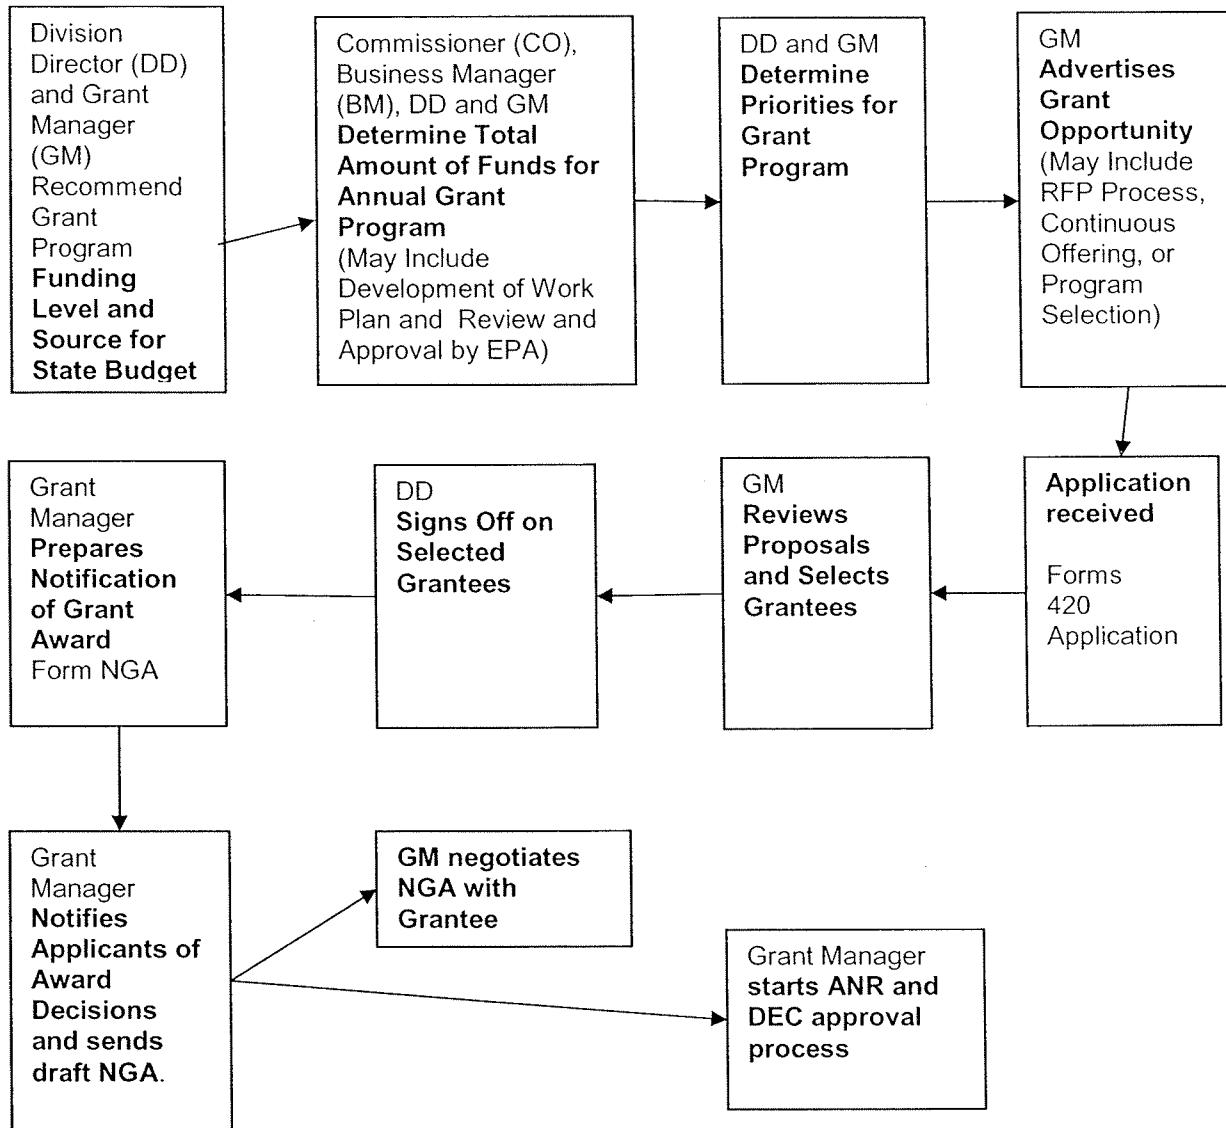 Division
Director (DD)
and Grant
Manager
(GM)
Recommend
Grant
Program
Funding
Level and
Source for
State Budget
Commissioner (CO),
Business Manager
(BM), DD and GM
Determine Total
Amount of Funds for
Annual Grant
Program
(May Include
Development of Work
Plan and Review and
Approval by EPA)
DD and GM
Determine
Priorities for
Grant
Program
GM
Advertises
Grant
Opportunity
(May Include
RFP Process,
Continuous
Offering, or
Program
Selection)
Application
received
Forms
420
Application
GM
Reviews
Proposals
and Selects
Grantees
DD
Signs Off on
Selected
Grantees
Grant
Manager
Prepares
Notification
of Grant
Award
Form NGA
Grant
Manager
Notifies
Applicants of
Award
Decisions
and sends
draft NGA.
GM negotiates
NGA with
Grantee
Grant Manager
starts ANR and
DEC approval
process